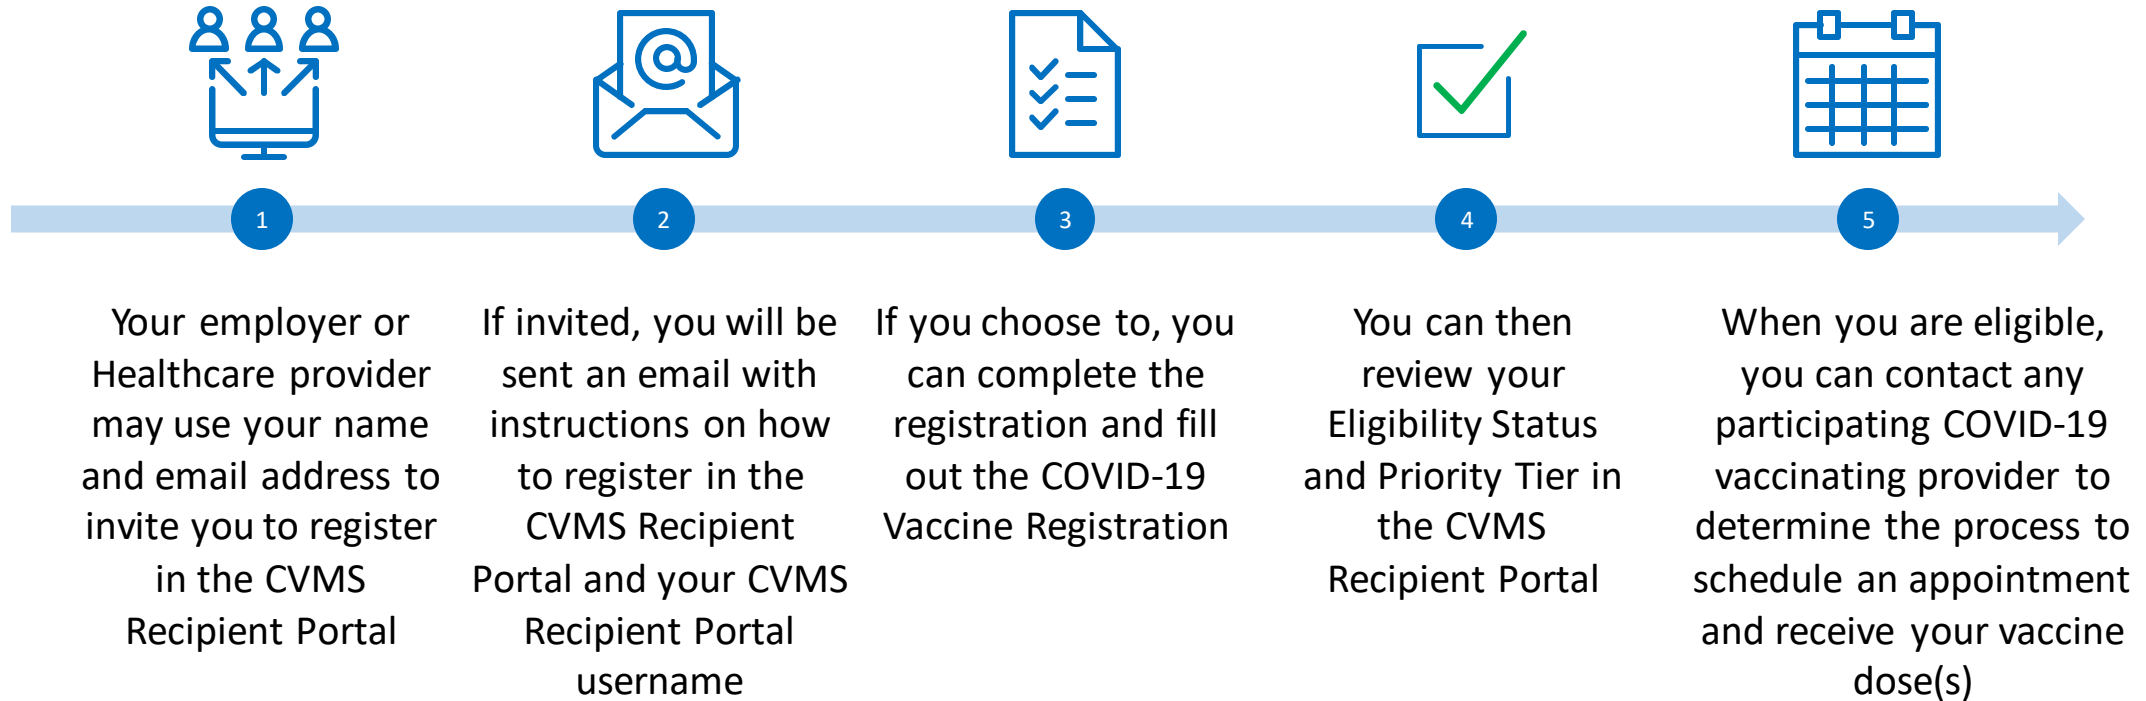 1
Your employer or
Healthcare provider
may use your name
and email address to
invite you to register
in the CVMS
Recipient Portal
2
If invited, you will be
sent an email with
instructions on how
to register in the
CVMS Recipient
Portal and your CVMS
Recipient Portal
username
3
If you choose to, you
can complete the
registration and fill
out the COVID-19
Vaccine Registration
4
You can then
review your
Eligibility Status
and Priority Tier in
the CVMS
Recipient Portal
5
When you are eligible,
you can contact any
participating COVID-19
vaccinating provider to
determine the process to
schedule an appointment
and receive your vaccine
dose(s)